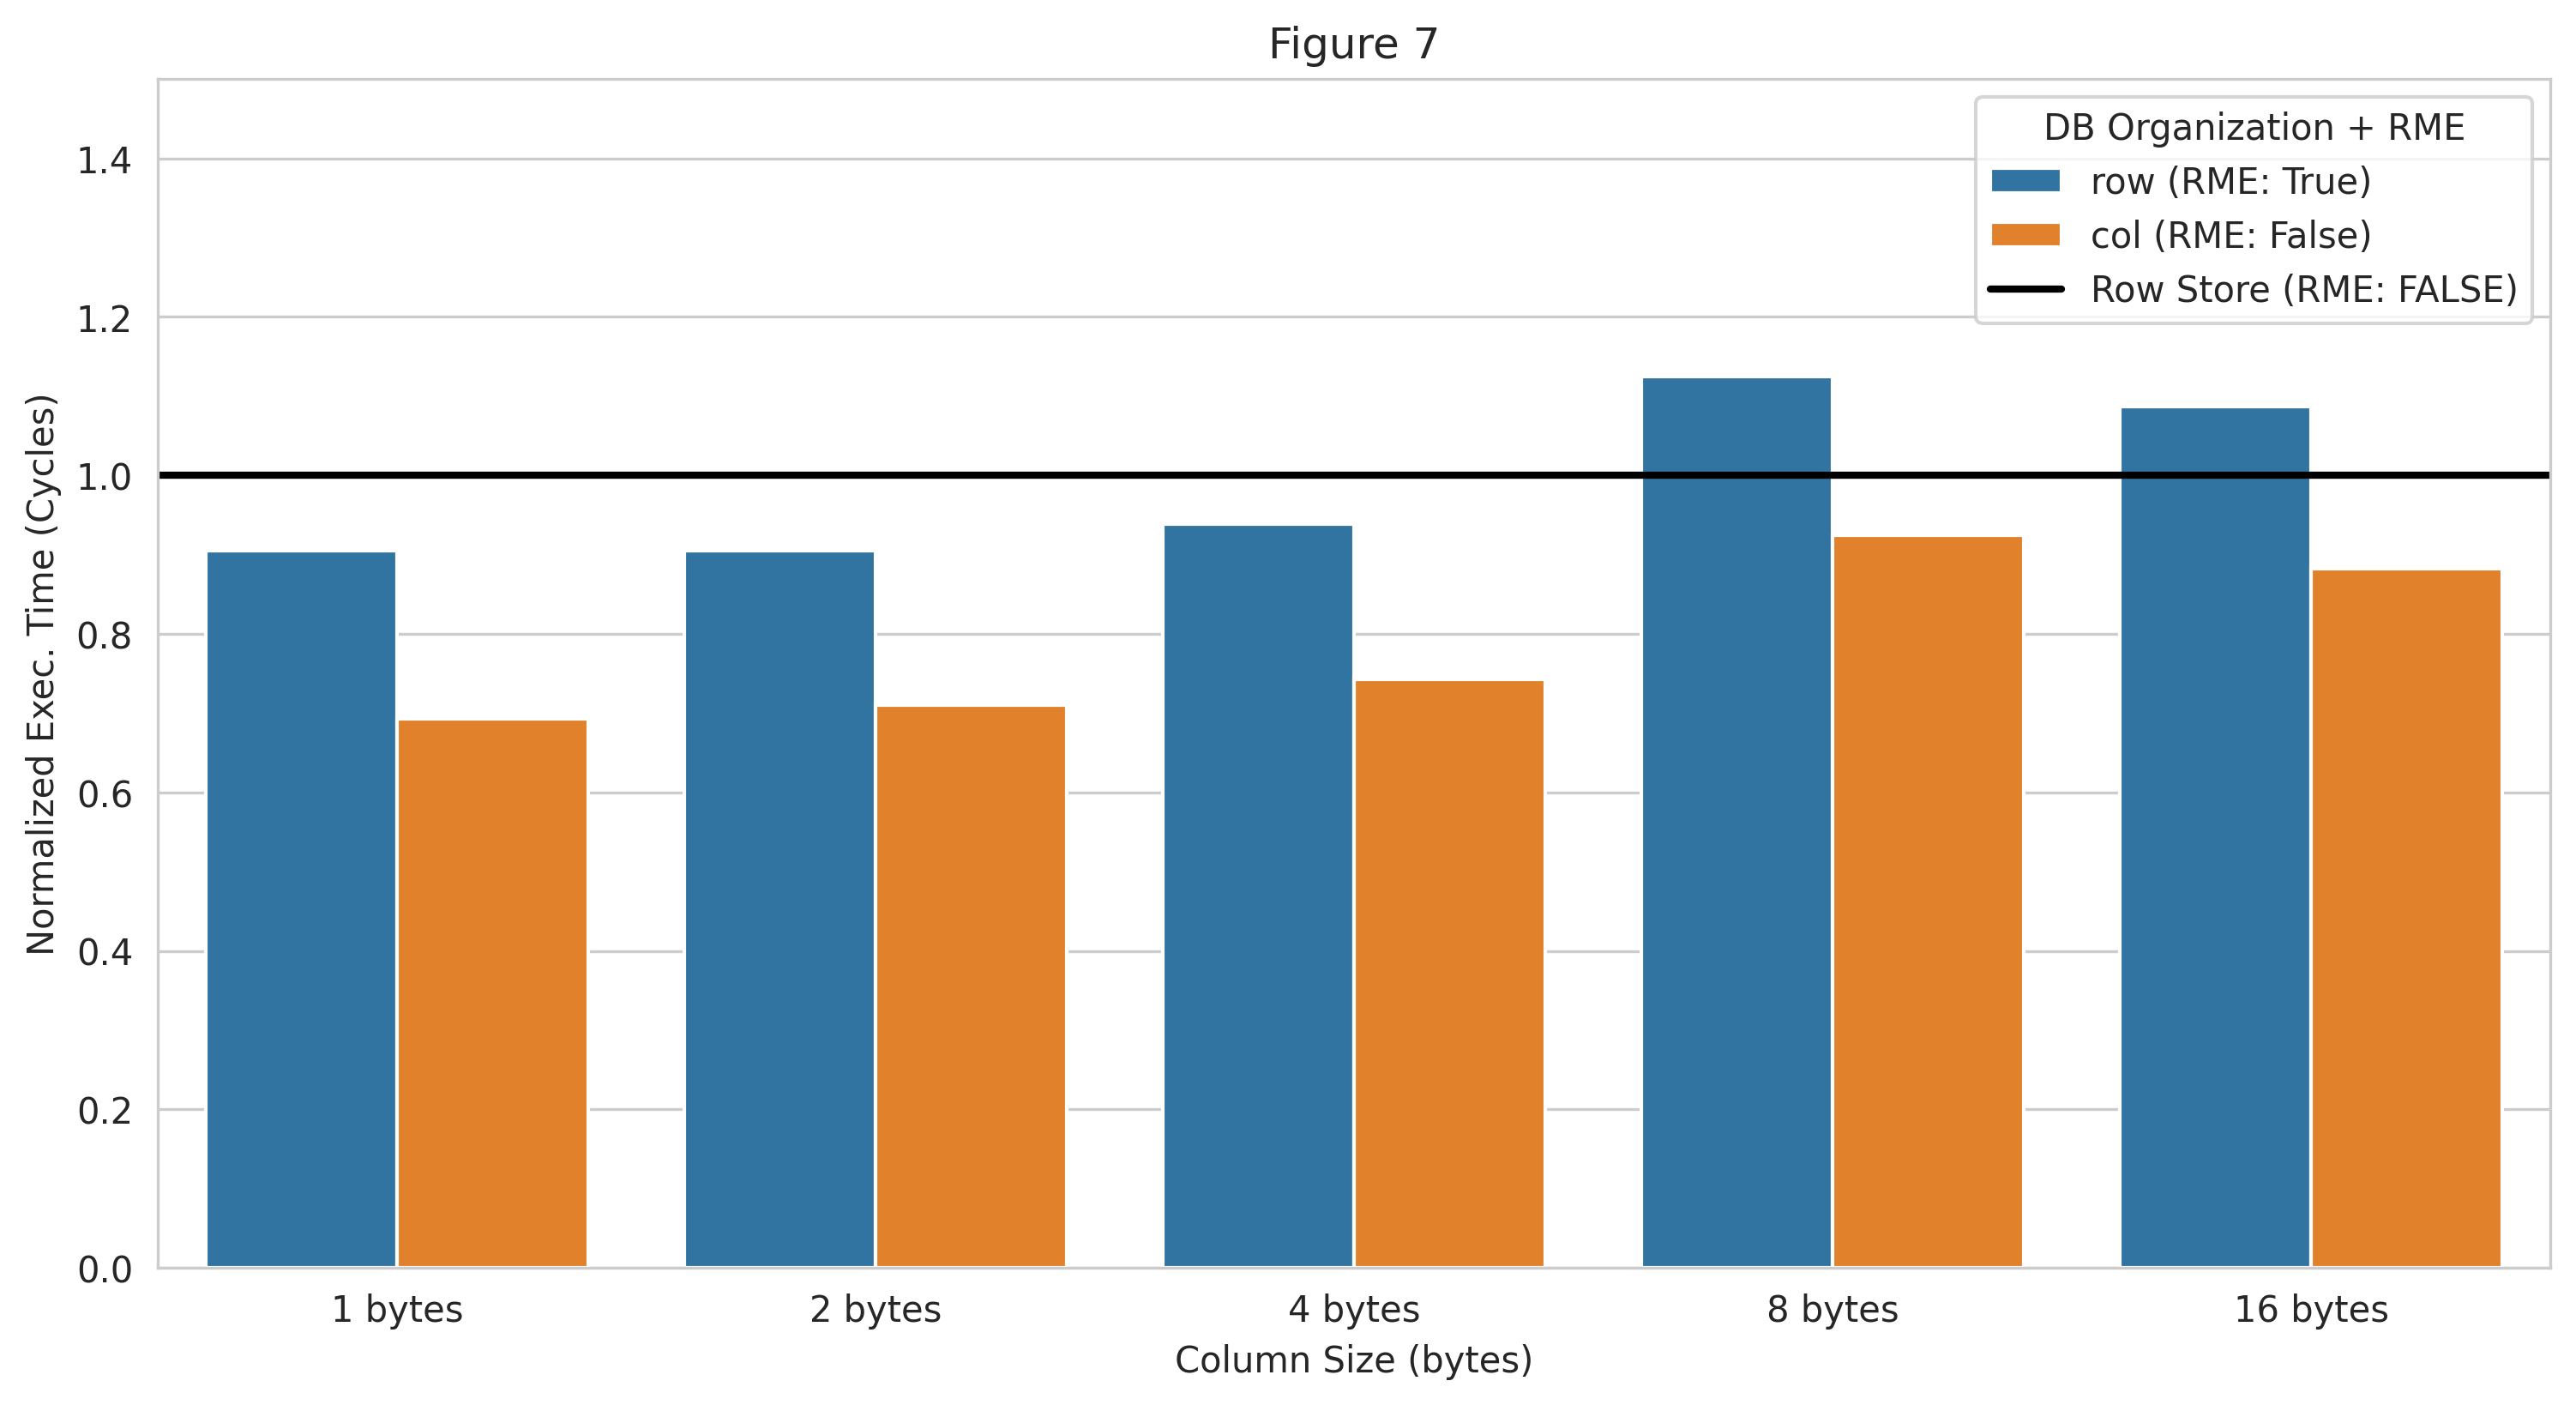 Figure 7
DB Organization + RME
row (RME: True)
col (RME: False)
Row Store (RME: FALSE)
Normalized Exec. Time (Cycles)
1.4
1.2
1.0
0.8
0.6
0.4
0.2
0.0
1 bytes
2 bytes
4 bytes
8 bytes
16 bytes
Column Size (bytes)